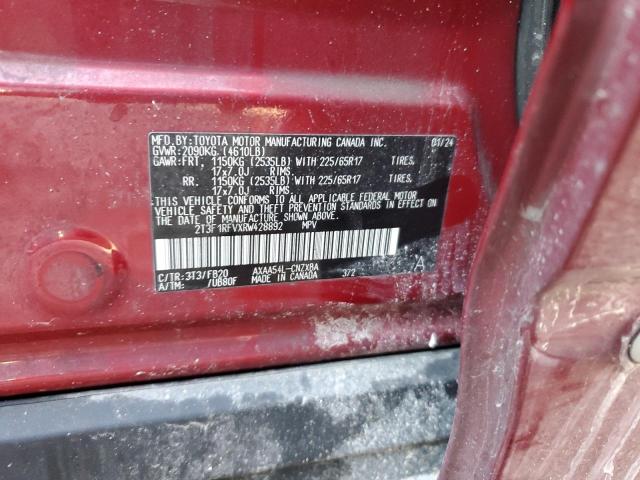 MFD. BY: TOYOTA MOTOR MANUFACTURING CANADA INC. 01/24
GVWR: 2090KG (4610LB)
GAWR: FRT. 1150KG (2535LB) WITH 225/65R17 TIRES,
17x7.0J RIMS.
RR. 1150KG (2535LB) WITH 225/65R17 TIRES,
17x7.0J RIMS.
THIS VEHICLE CONFORMS TO ALL APPLICABLE FEDERAL MOTOR
VEHICLE SAFETY AND THEFT PREVENTION STANDARDS IN EFFECT ON
THE DATE OF MANUFACTURE SHOWN ABOVE.
2T3F1RFVXRW428892 MPV
C/TR: 3T3/FB20 AXAA54L-CNZXBA 372
A/TM: /UB80F MADE IN CANADA A